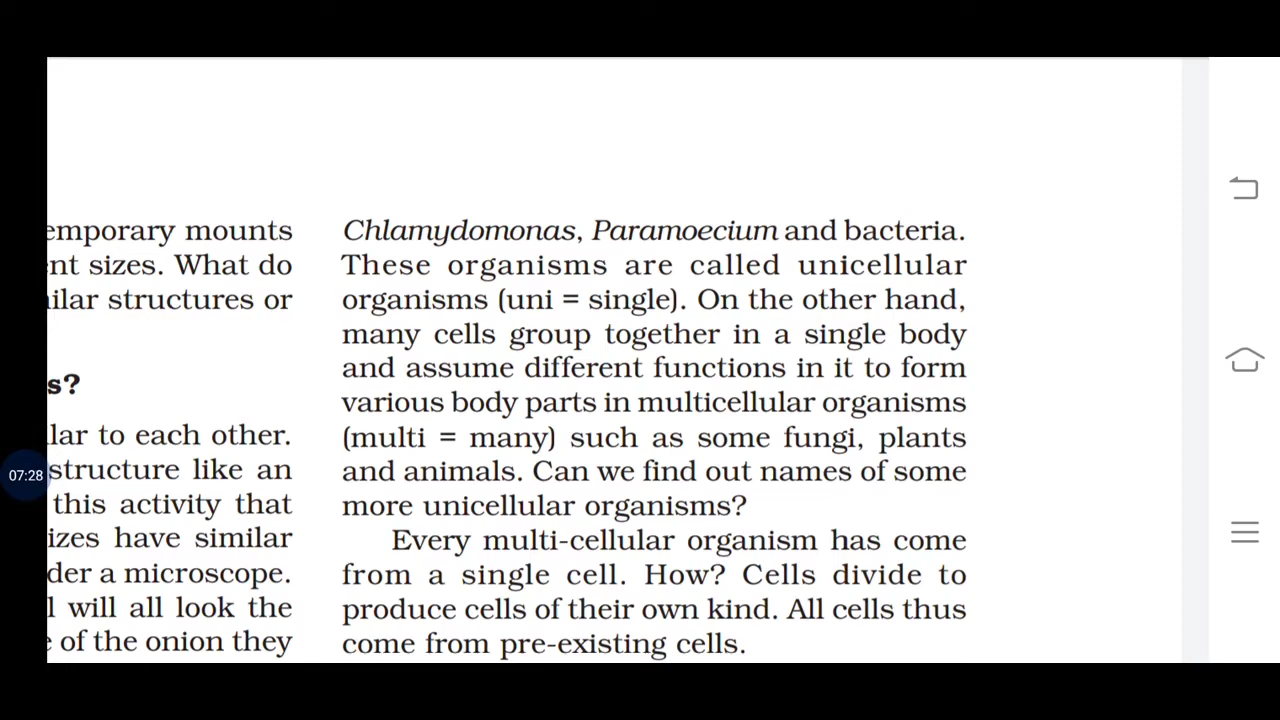 emporary mounts
nt sizes. What do
ilar structures or
s?
lar to each other.
structure like an
this activity that
izes have similar
der a microscope.
l will all look the
e of the onion they
Chlamydomonas, Paramoecium and bacteria.
These organisms are called unicellular
organisms (uni = single). On the other hand,
many cells group together in a single body
and assume different functions in it to form
various body parts in multicellular organisms
(multi = many) such as some fungi, plants
and animals. Can we find out names of some
more unicellular organisms?
Every multi-cellular organism has come
from a single cell. How? Cells divide to
produce cells of their own kind. All cells thus
come from pre-existing cells.
07:28